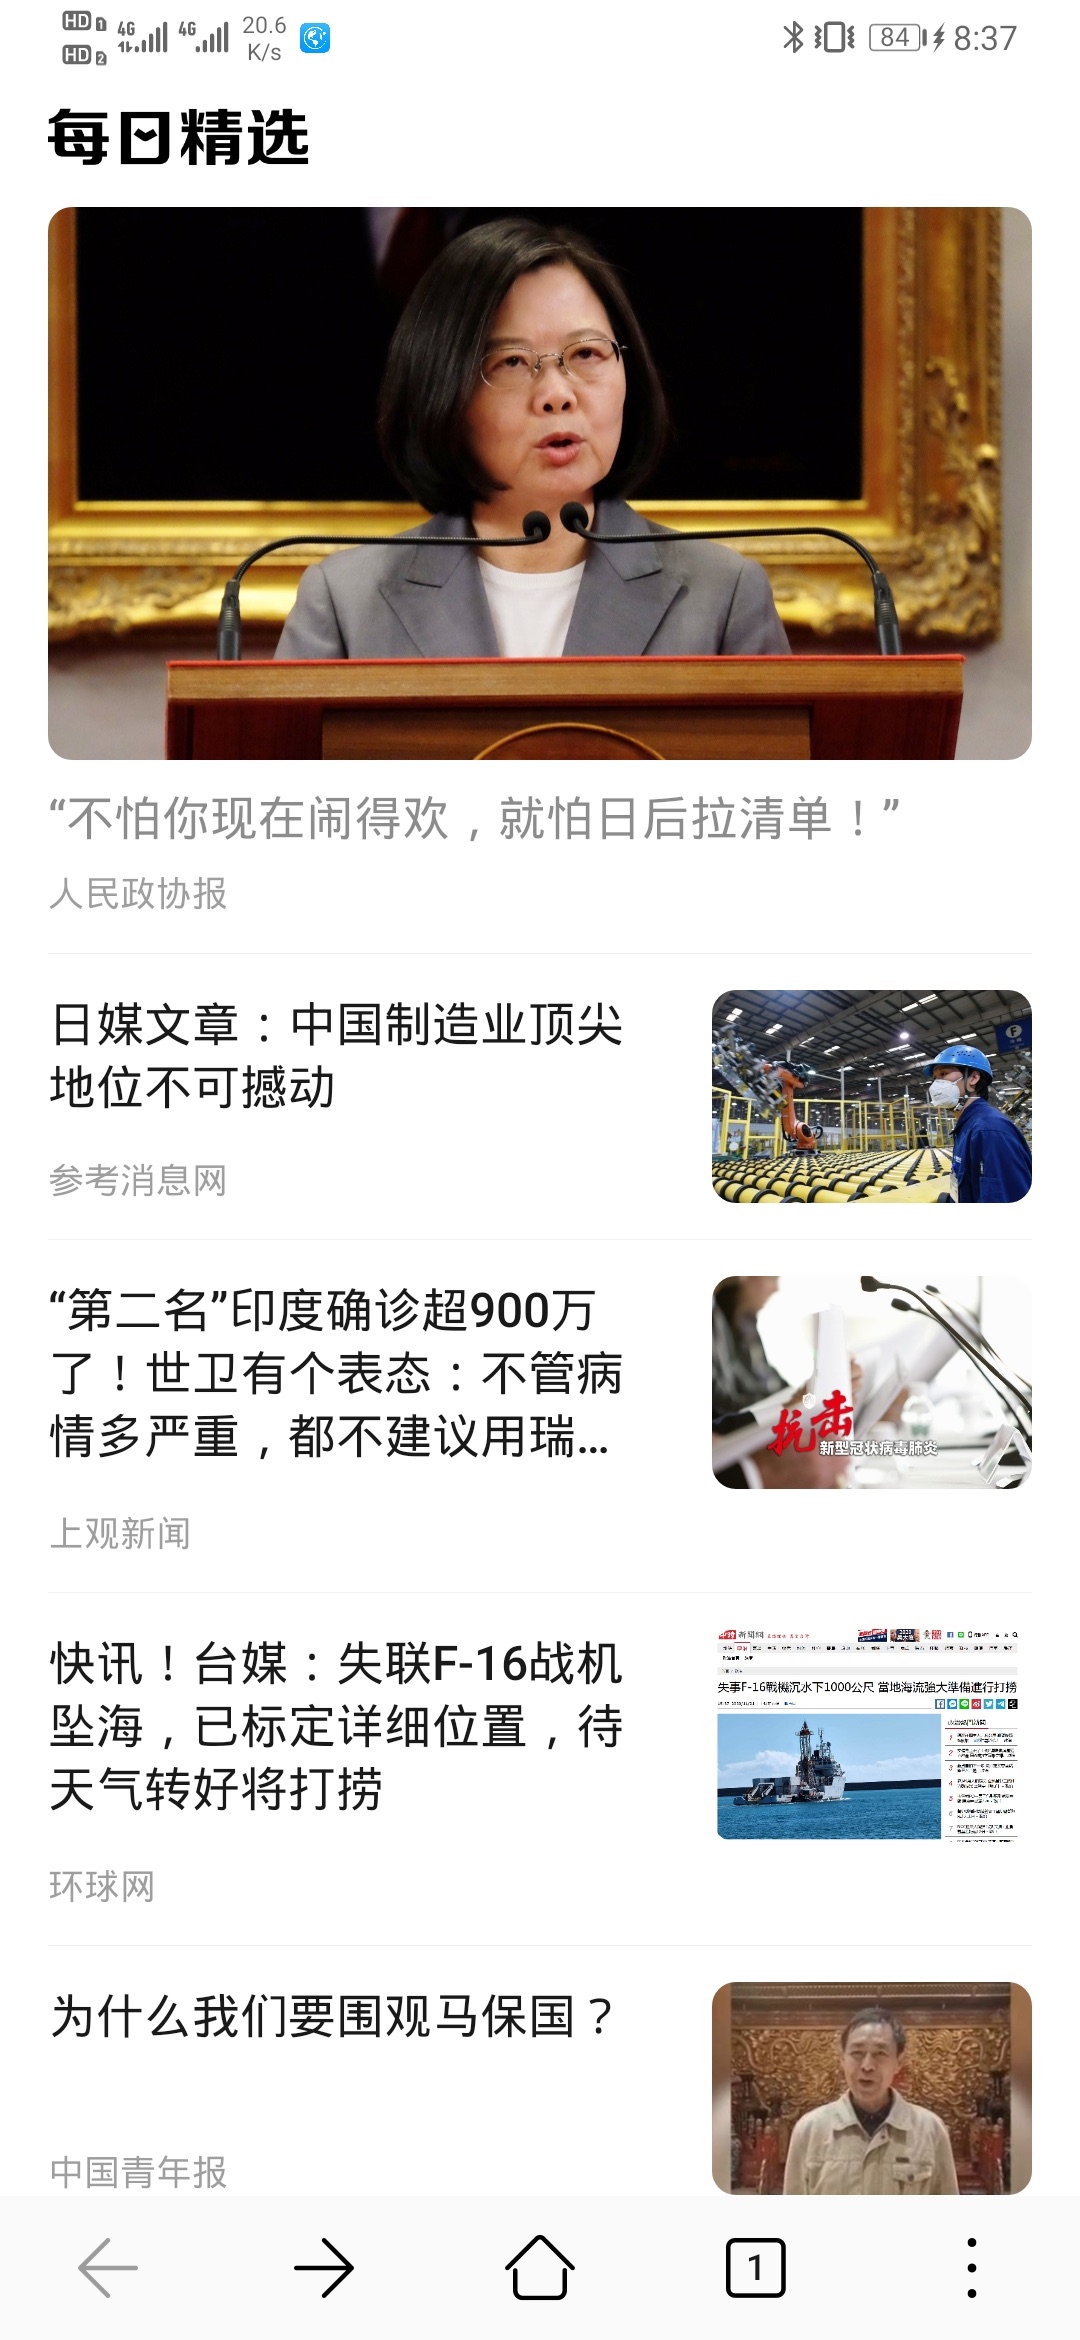 HD 1 4G 4G 20.6 84 8:37
HD 2 K/s
每日精选
“不怕你现在闹得欢，就怕日后拉清单！”
人民政协报
日媒文章：中国制造业顶尖
地位不可撼动
参考消息网
F
“第二名”印度确诊超900万
了！世卫有个表态：不管病
情多严重，都不建议用瑞...
抗击
新型冠状病毒肺炎
上观新闻
快讯！台媒：失联F-16战机
坠海，已标定详细位置，待
天气转好将打捞
新聞網
失事F-16戰機沉水下1000公尺 當地海流強大準備進行打撈
环球网
为什么我们要围观马保国？
中国青年报
1